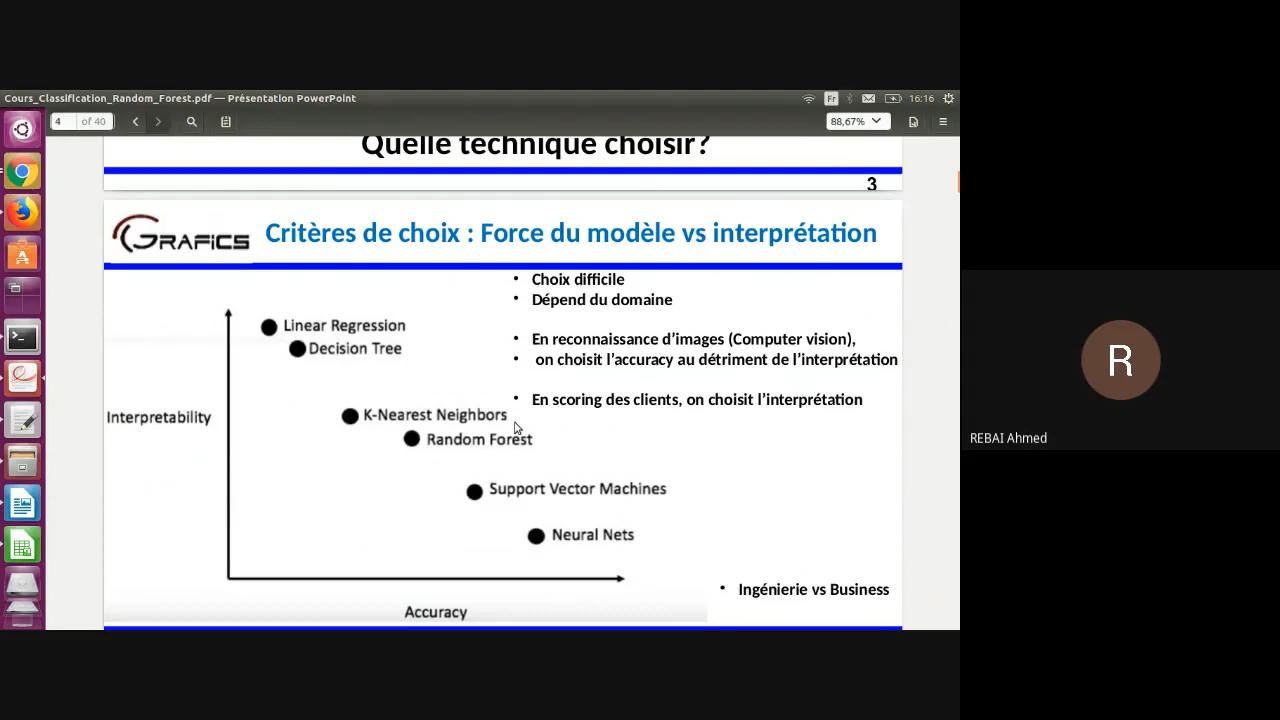 Cours_Classification_Random_Forest.pdf — Présentation PowerPoint
Fr
16:16
4
of 40
88,67%
Quelle technique choisir?
3
GRAFICS
Critères de choix : Force du modèle vs interprétation
• Choix difficile
• Dépend du domaine
• En reconnaissance d’images (Computer vision),
• on choisit l’accuracy au détriment de l’interprétation
• En scoring des clients, on choisit l’interprétation
Linear Regression
Decision Tree
Interpretability
K-Nearest Neighbors
Random Forest
Support Vector Machines
Neural Nets
• Ingénierie vs Business
Accuracy
R
REBAI Ahmed